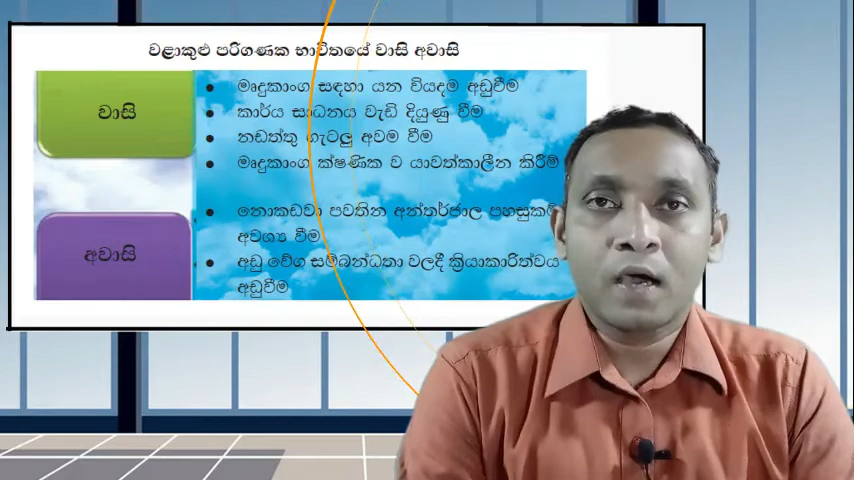 වළාකුළු පරිගණක භාවිතයේ වාසි අවාසි
වාසි
මෘදුකාංග සඳහා යන වියදම අඩුවීම
කාර්ය සාධනය වැඩි දියුණු වීම
නඩත්තු ගැටලු අවම වීම
මෘදුකාංග ක්ෂණික ව යාවත්කාලීන කිරීම්
අවාසි
නොකඩවා පවතින අන්තර්ජාල පහසුකම්
අවශ්‍ය වීම
අඩු වේග සම්බන්ධතා වලදී ක්‍රියාකාරිත්වය
අඩුවීම